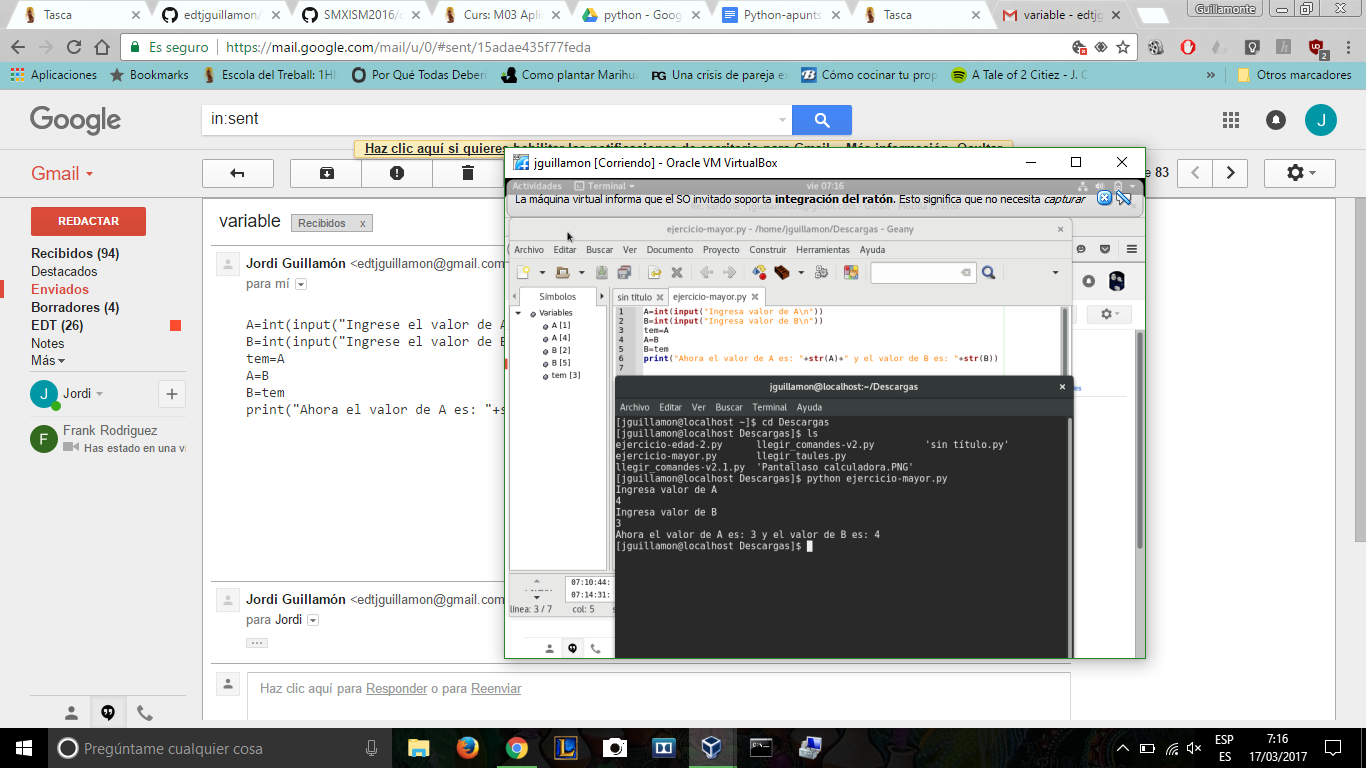 Tasca
edtjguillamon/
SMXISM2016/
Curs: M03 Apli
python - Goog
Python-apunts
Tasca
variable - edtjg
Guillamonte
Es seguro
https://mail.google.com/mail/u/0/#sent/15adae435f77feda
Aplicaciones
Bookmarks
Escola del Treball: 1H
Por Qué Todas Deber
Como plantar Marihu
PG Una crisis de pareja e
Cómo cocinar tu prop
A Tale of 2 Citiez - J. C
»
Otros marcadores
Google
in:sent
J
Haz clic aquí si quieres habilitar las notificaciones de escritorio para Gmail. Más información Ocultar
Gmail
e 83
REDACTAR
Recibidos (94)
Destacados
Enviados
Borradores (4)
EDT (26)
Notes
Más
J Jordi
+
F Frank Rodriguez
Has estado en una vi
variable
Recibidos x
Jordi Guillamón <edtjguillamon@gmail.com
para mí
A=int(input("Ingrese el valor de A
B=int(input("Ingrese el valor de B
tem=A
A=B
B=tem
print("Ahora el valor de A es: "+s
Jordi Guillamón <edtjguillamon@gmail.com
para Jordi
Haz clic aquí para Responder o para Reenviar
jguillamon [Corriendo] - Oracle VM VirtualBox
Actividades
Terminal
vie 07:16
La máquina virtual informa que el SO invitado soporta integración del ratón. Esto significa que no necesita capturar
ejercicio-mayor.py - /home/jguillamon/Descargas - Geany
Archivo Editar Buscar Ver Documento Proyecto Construir Herramientas Ayuda
Símbolos
sin título
ejercicio-mayor.py
Variables
A [1]
A [4]
B [2]
B [5]
tem [3]
1 A=int(input("Ingresa valor de A\n"))
2 B=int(input("Ingresa valor de B\n"))
3 tem=A
4 A=B
5 B=tem
6 print("Ahora el valor de A es: "+str(A)+" y el valor de B es: "+str(B))
7
07:10:44:
07:14:31:
línea: 3 / 7 col: 5
jguillamon@localhost:~/Descargas
Archivo Editar Ver Buscar Terminal Ayuda
[jguillamon@localhost ~]$ cd Descargas
[jguillamon@localhost Descargas]$ ls
ejercicio-edad-2.py llegir_comandes-v2.py 'sin título.py'
ejercicio-mayor.py llegir_taules.py
llegir_comandes-v2.1.py 'Pantallaso calculadora.PNG'
[jguillamon@localhost Descargas]$ python ejercicio-mayor.py
Ingresa valor de A
4
Ingresa valor de B
3
Ahora el valor de A es: 3 y el valor de B es: 4
[jguillamon@localhost Descargas]$
Pregúntame cualquier cosa
ESP
ES
7:16
17/03/2017